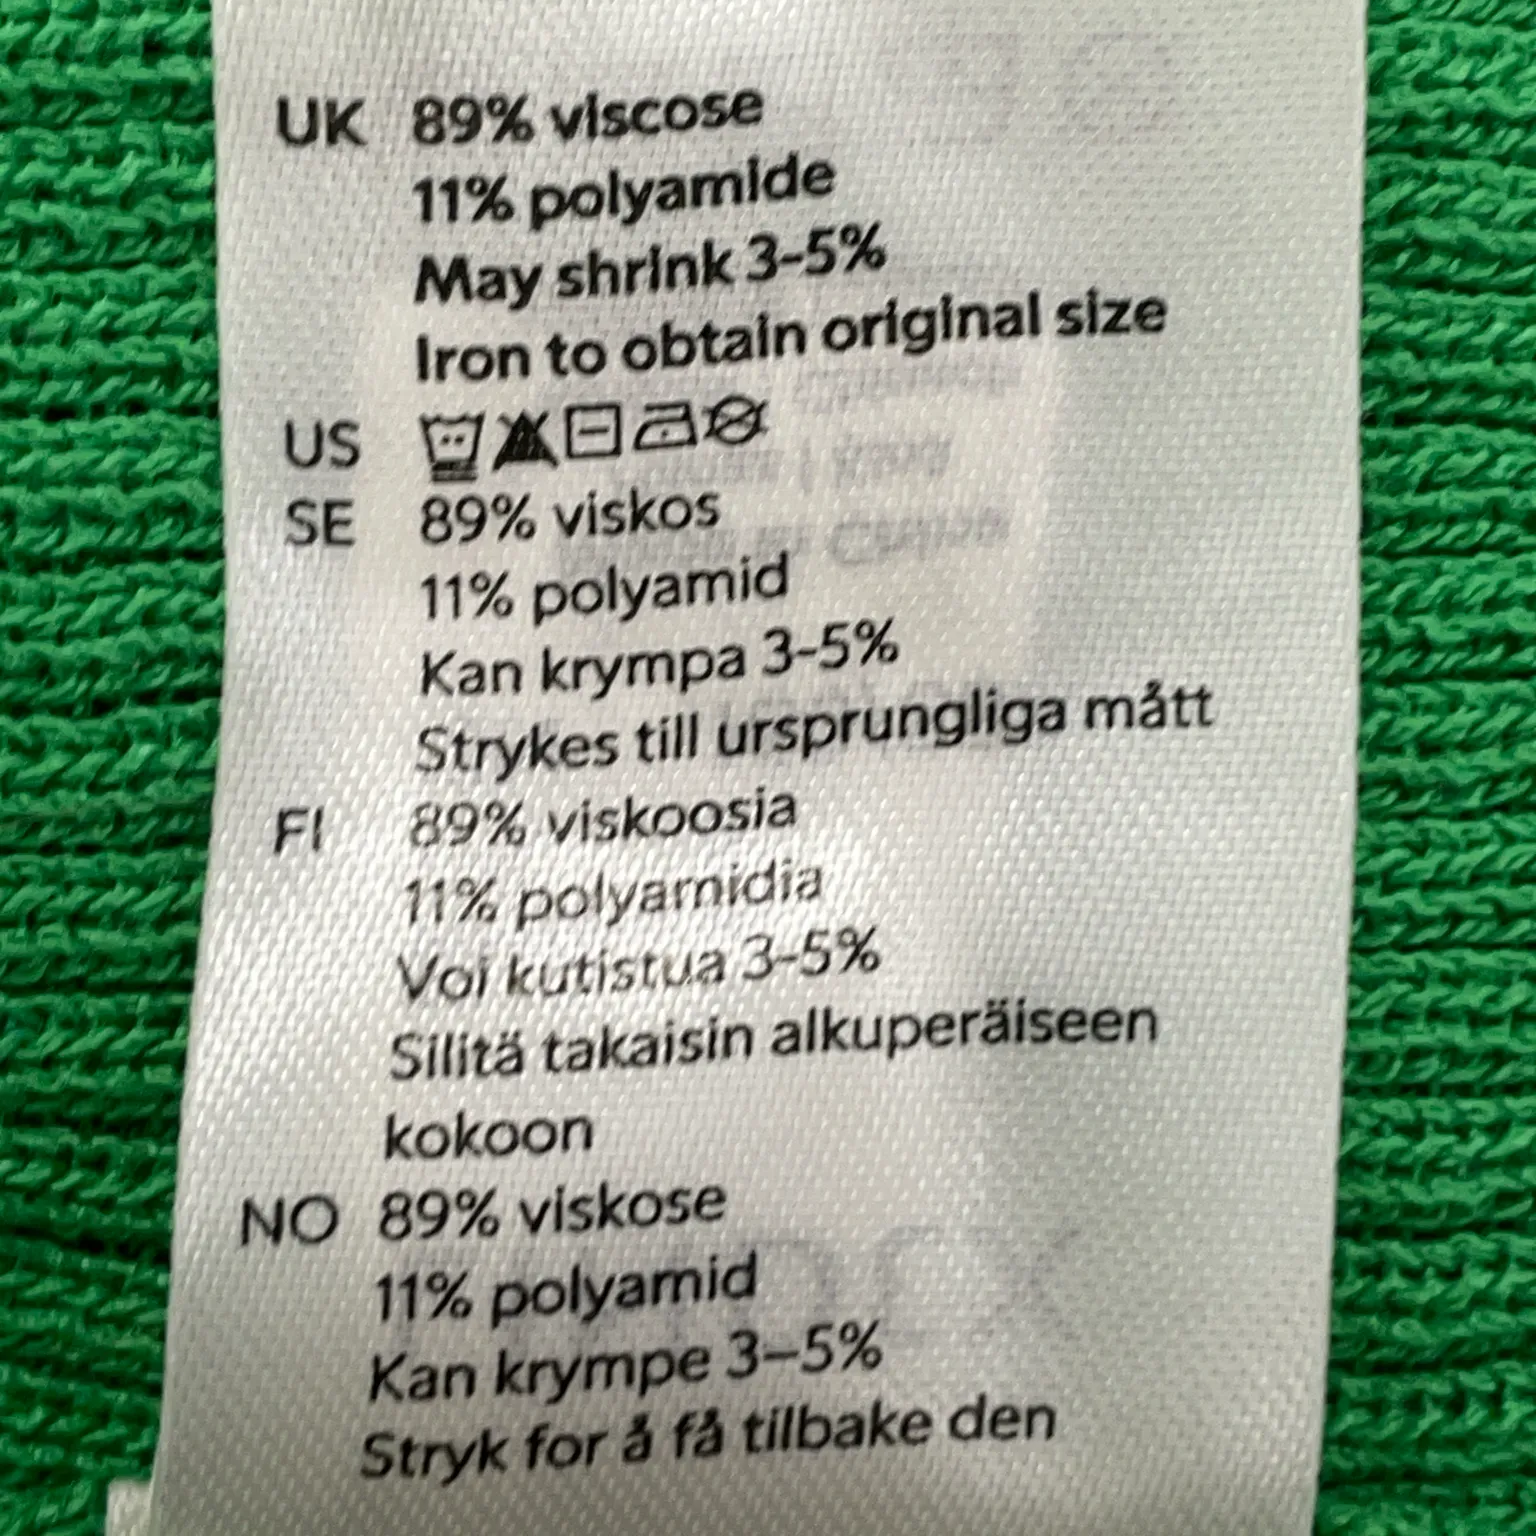 UK 89% viscose
11% polyamide
May shrink 3-5%
Iron to obtain original size
US
SE 89% viskos
11% polyamid
Kan krympa 3-5%
Strykes till ursprungliga mått
FI 89% viskoosia
11% polyamidia
Voi kutistua 3-5%
Silitä takaisin alkuperäiseen
kokoon
NO 89% viskose
11% polyamid
Kan krympe 3–5%
Stryk for å få tilbake den